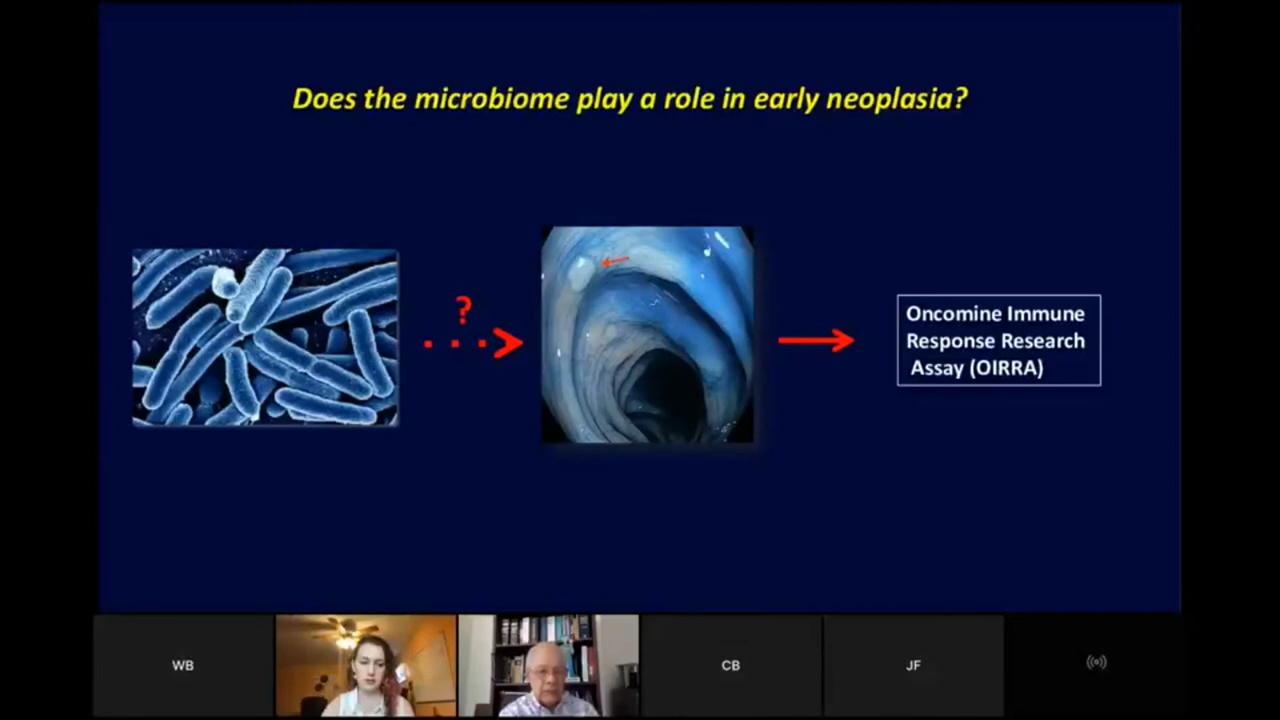 Does the microbiome play a role in early neoplasia?
?
Oncomine Immune
Response Research
Assay (OIRRA)
WB
CB
JF